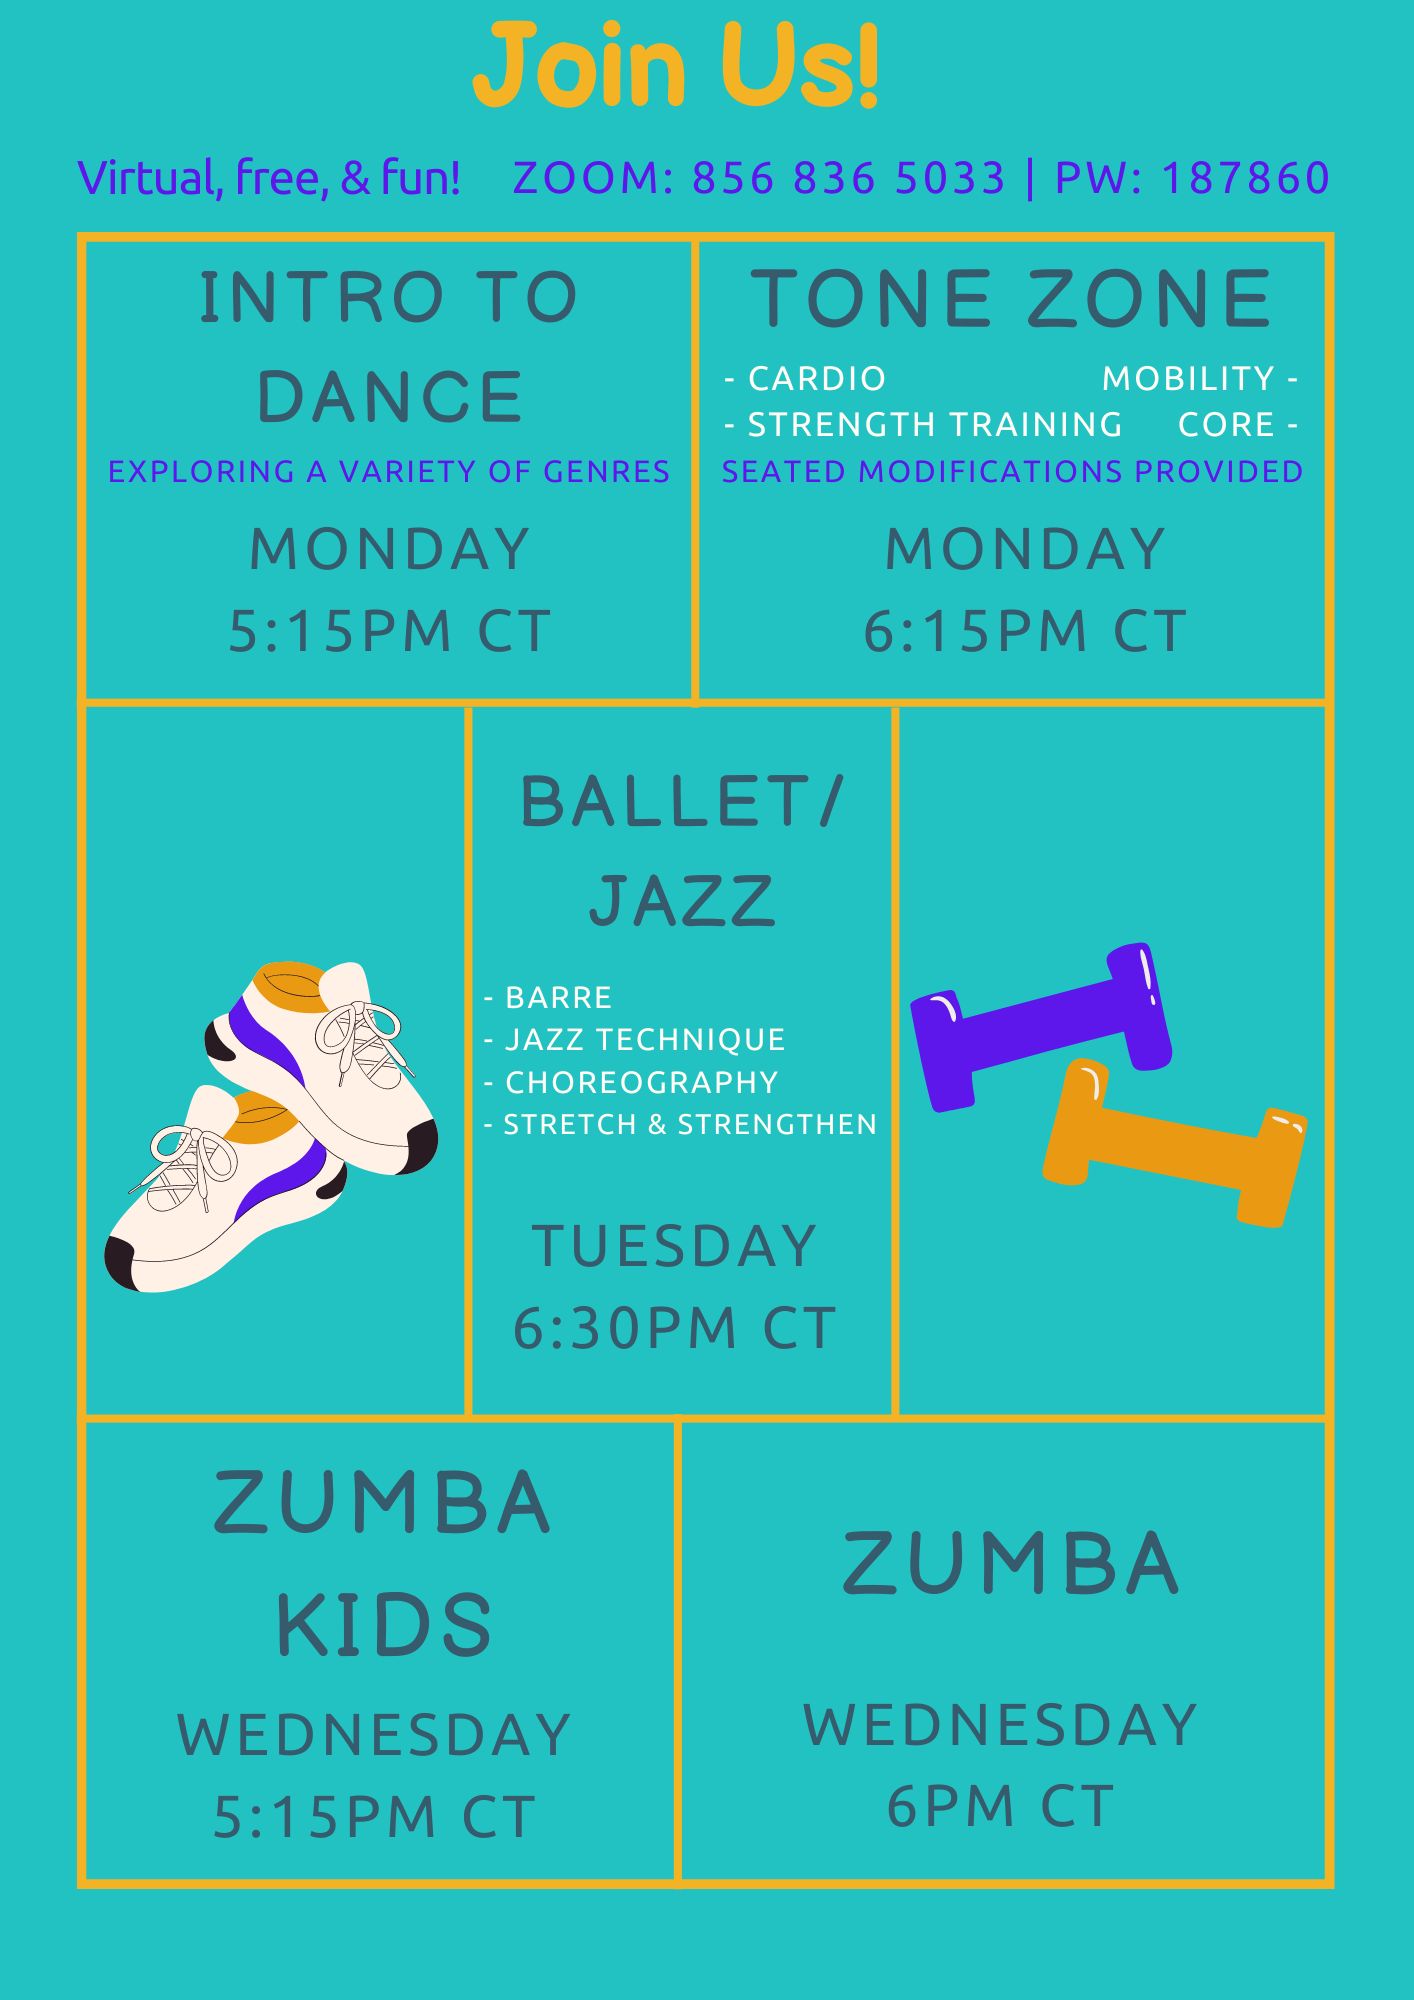 Join Us!
Virtual, free, & fun! ZOOM: 856 836 5033 | PW: 187860
INTRO TO
DANCE
EXPLORING A VARIETY OF GENRES
MONDAY
5:15PM CT
TONE ZONE
- CARDIO MOBILITY -
- STRENGTH TRAINING CORE -
SEATED MODIFICATIONS PROVIDED
MONDAY
6:15PM CT
BALLET/
JAZZ
- BARRE
- JAZZ TECHNIQUE
- CHOREOGRAPHY
- STRETCH & STRENGTHEN
TUESDAY
6:30PM CT
ZUMBA
KIDS
WEDNESDAY
5:15PM CT
ZUMBA
WEDNESDAY
6PM CT